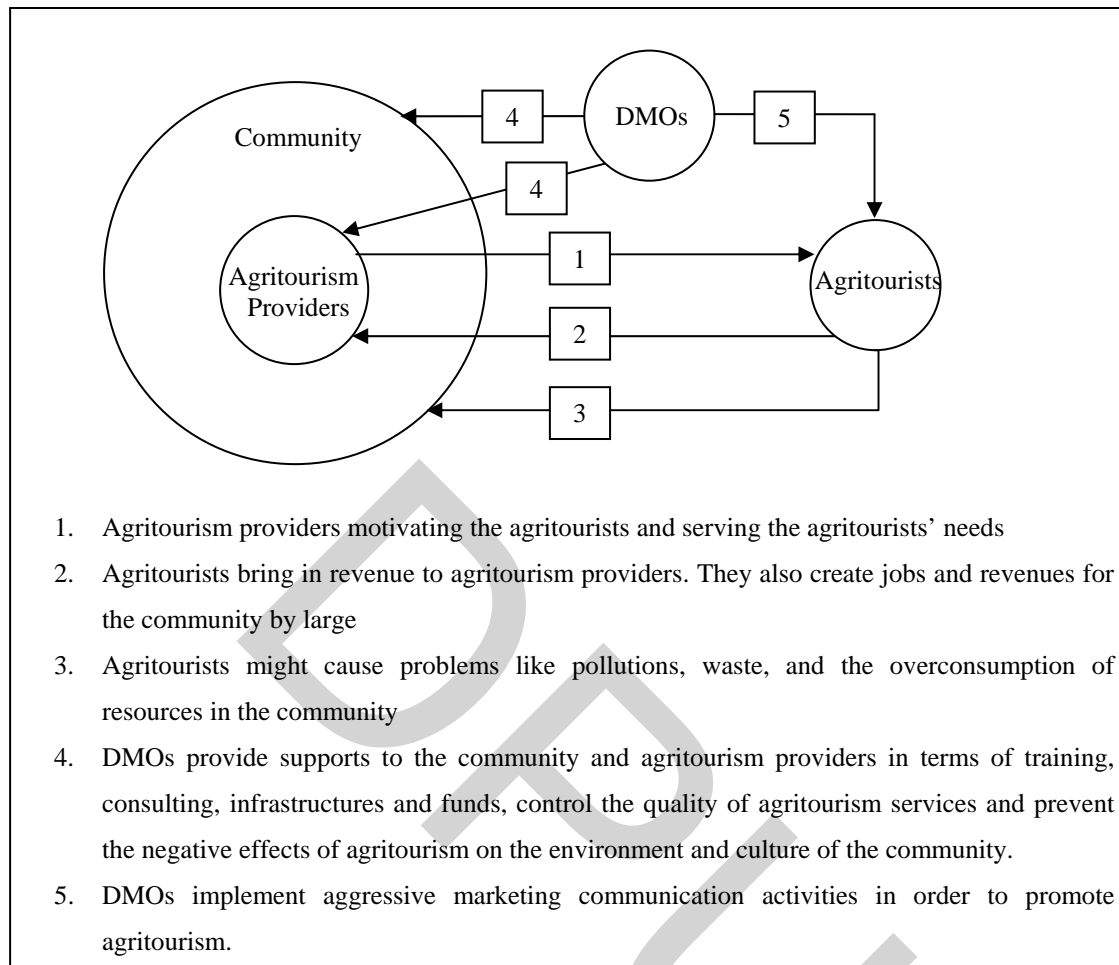 DMOs
4
5
Community
4
1
Agritourism
Providers
Agritourists
2
3
1. Agritourism providers motivating the agritourists and serving the agritourists’ needs
2. Agritourists bring in revenue to agritourism providers. They also create jobs and revenues for
the community by large
3. Agritourists might cause problems like pollutions, waste, and the overconsumption of
resources in the community
4. DMOs provide supports to the community and agritourism providers in terms of training,
consulting, infrastructures and funds, control the quality of agritourism services and prevent
the negative effects of agritourism on the environment and culture of the community.
5. DMOs implement aggressive marketing communication activities in order to promote
agritourism.